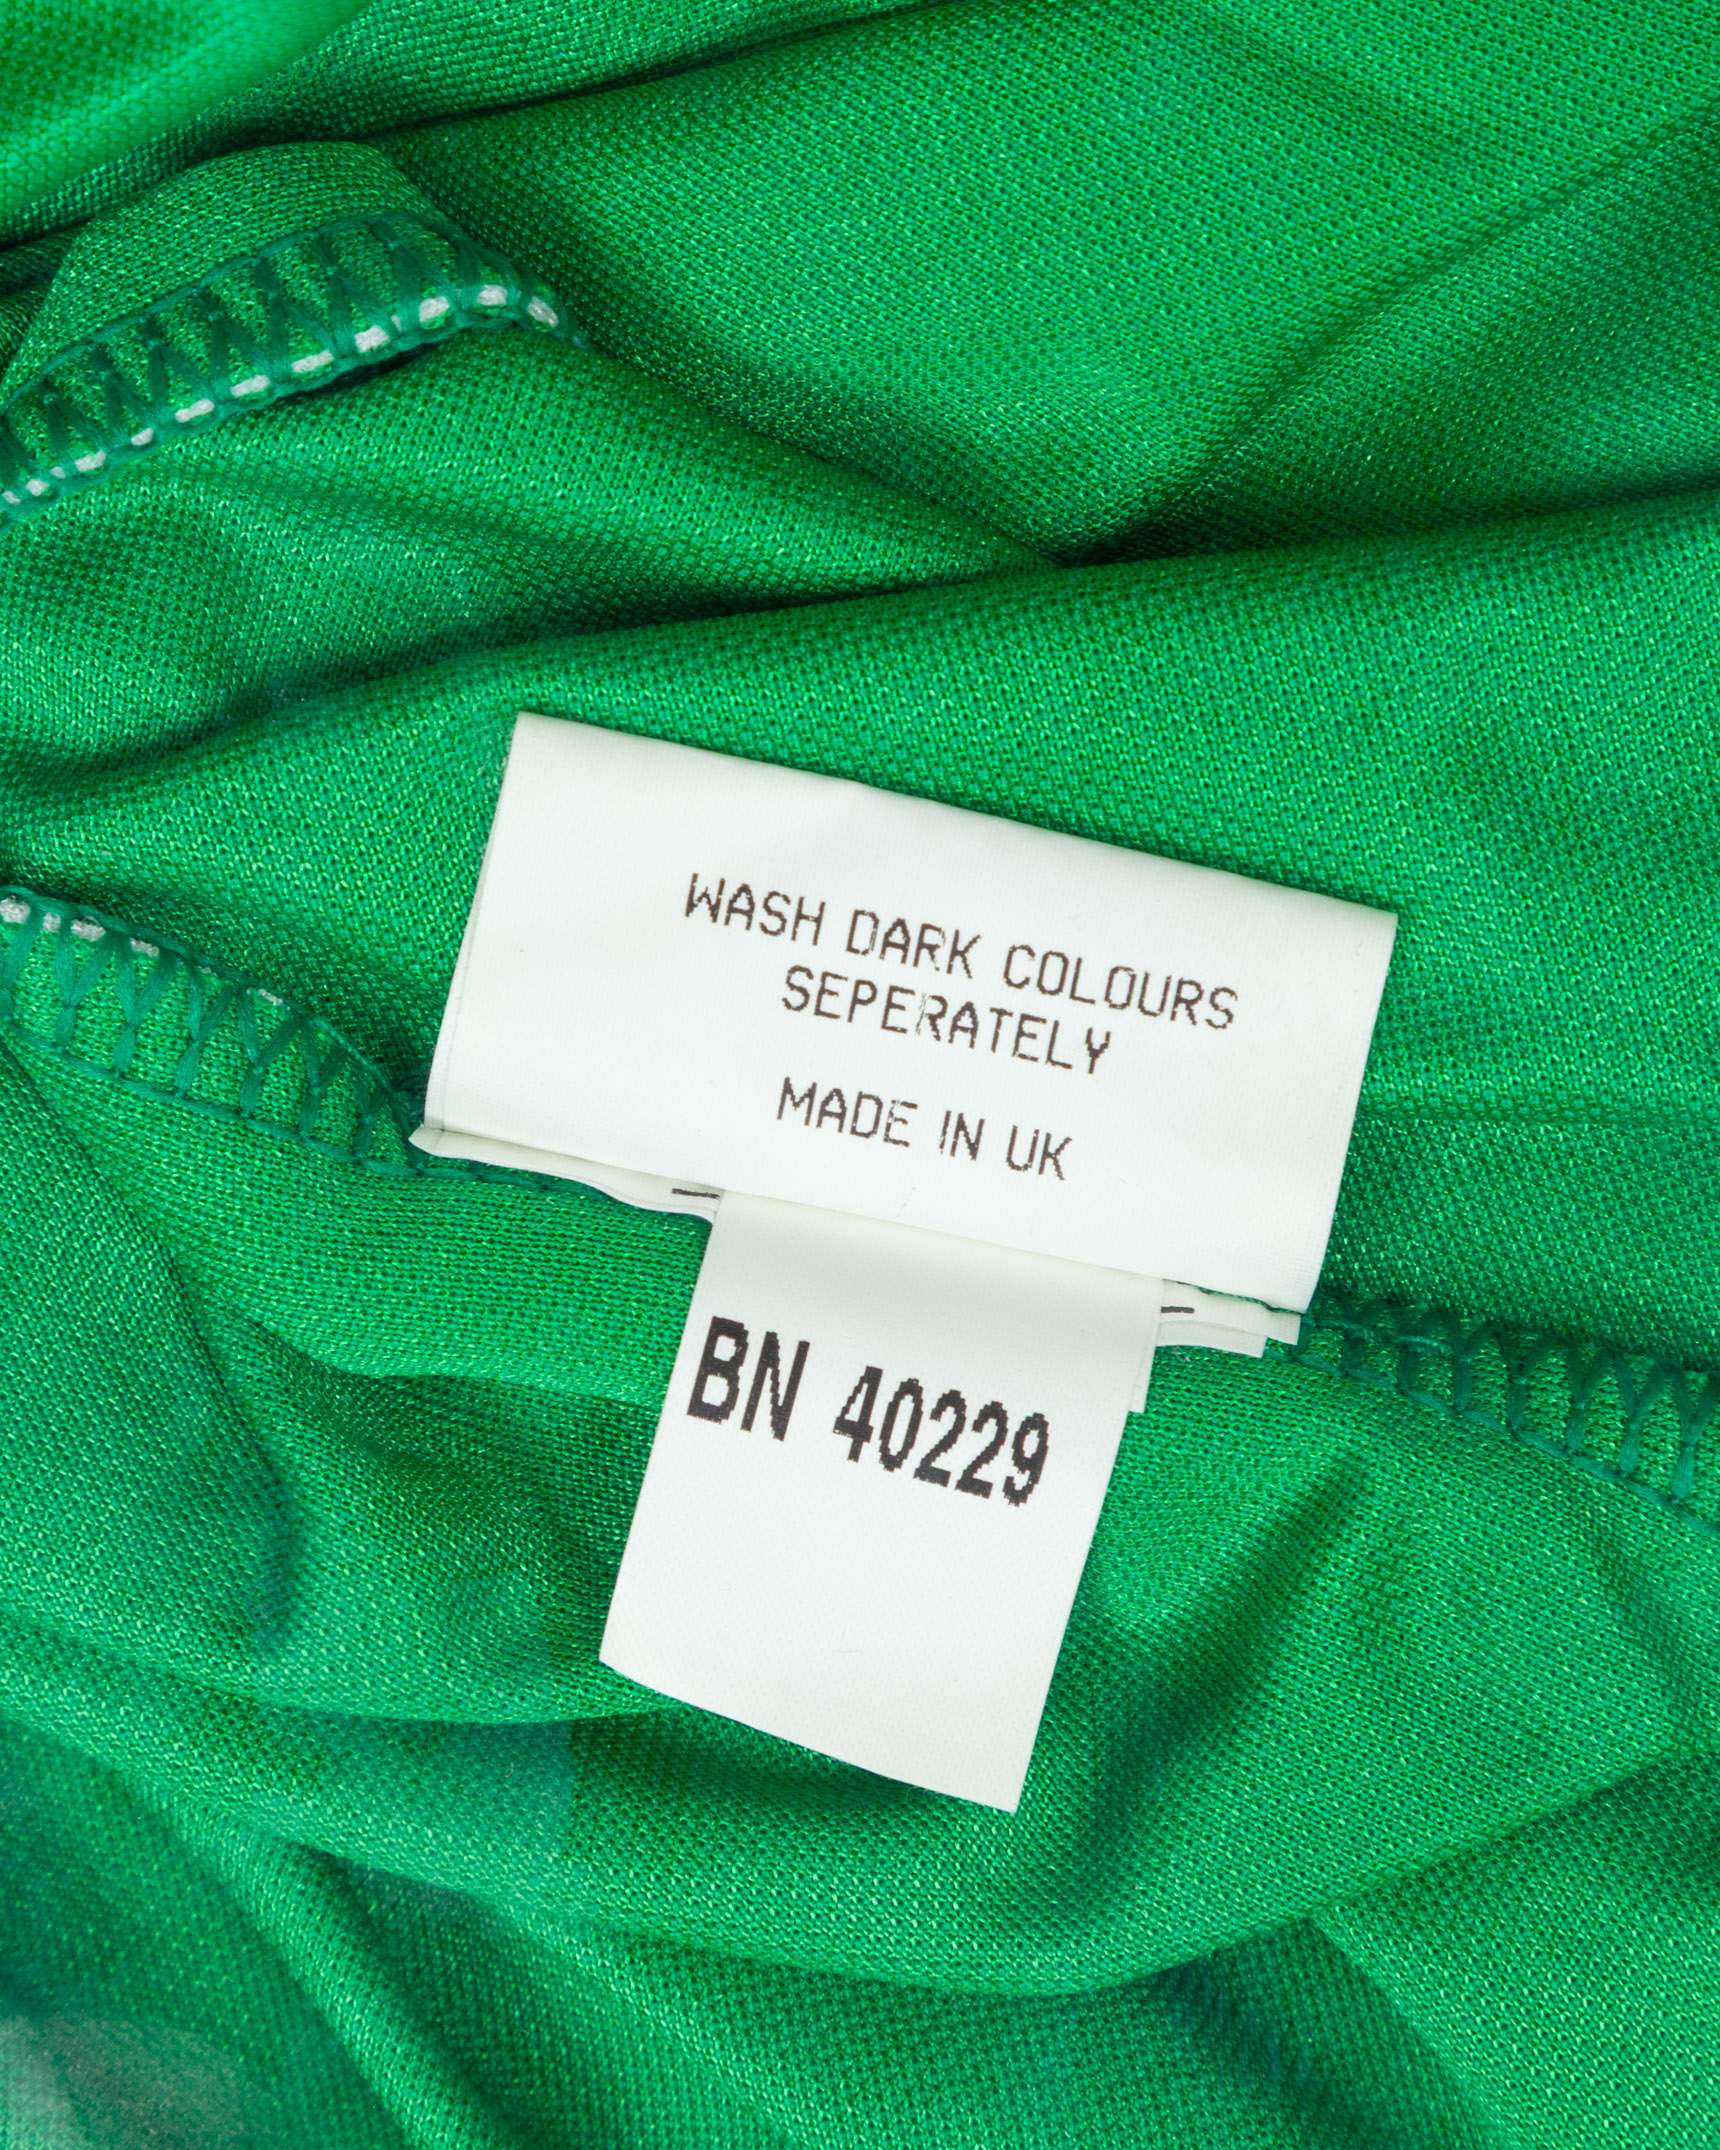 WASH DARK COLOURS
SEPERATELY
MADE IN UK
BN 40229